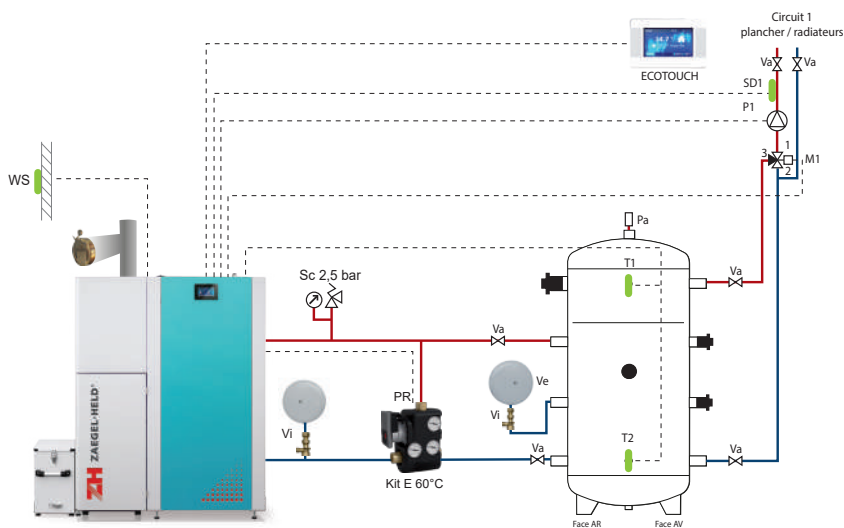 Circuit 1
plancher / radiateurs
Va
Va
ECOTOUCH
SD1
P1
3
1
M1
2
WS
Pa
Sc 2,5 bar
T1
Va
Va
ZH ZAEGEL-HELD®
PR
Ve
Vi
Vi
T2
Va
Va
Kit E 60°C
Face AR
Face AV